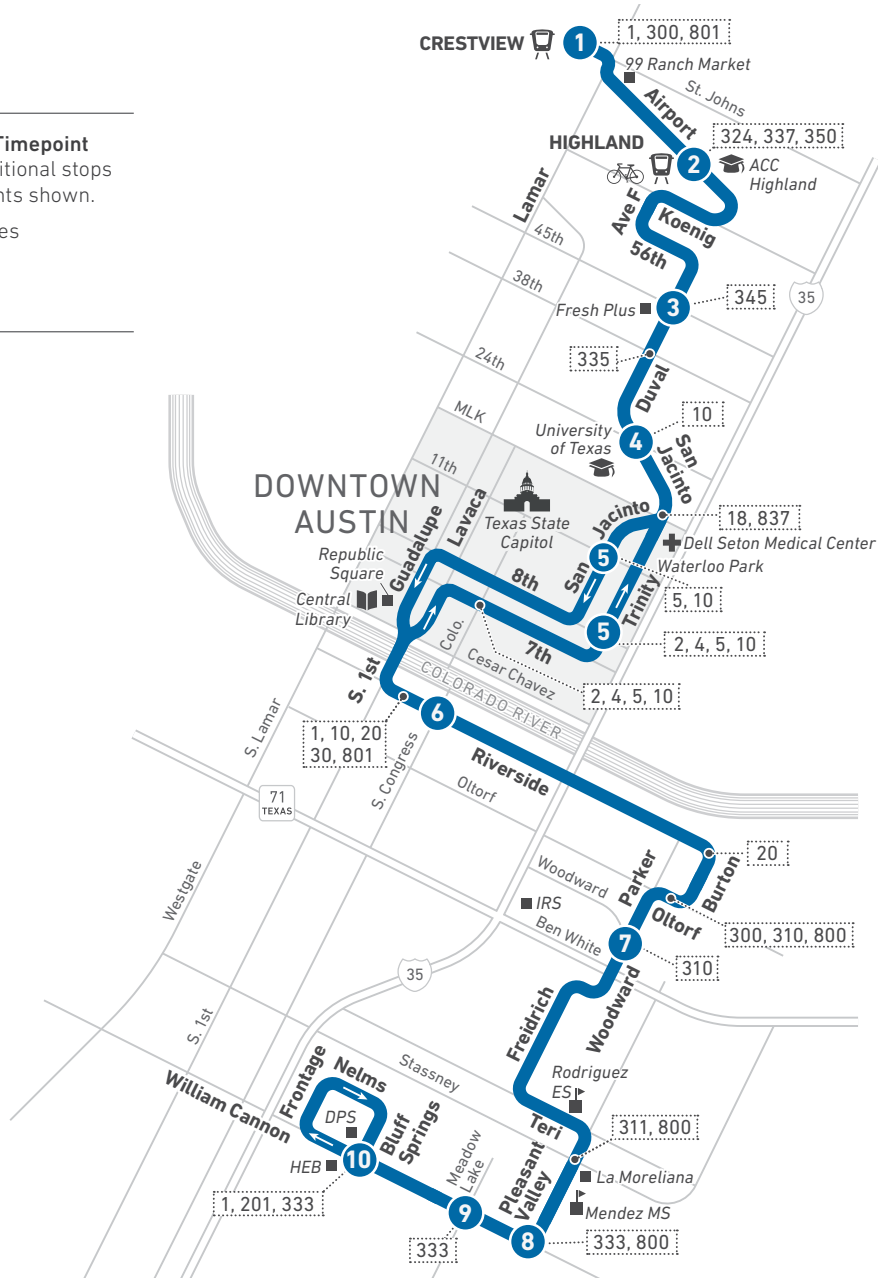 CRESTVIEW
1
1, 300, 801
99 Ranch Market
St. Johns
Airport
Timepoint
itional stops
nts shown.
es
HIGHLAND
2
324, 337, 350
ACC
Highland
Lamar
Ave F
Koenig
56th
45th
38th
Fresh Plus
3
345
35
335
Duval
24th
MLK
10
University
of Texas
4
San
Jacinto
11th
DOWNTOWN
AUSTIN
Guadalupe
Lavaca
Texas State
Capitol
San
Jacinto
18, 837
Dell Seton Medical Center
Waterloo Park
5
5, 10
Republic
Square
Central
Library
8th
Trinity
5
2, 4, 5, 10
7th
Colo.
Cesar Chavez
2, 4, 5, 10
S. 1st
COLORADO RIVER
6
1, 10, 20
30, 801
S. Lamar
S. Congress
Riverside
Oltorf
71
TEXAS
20
Burton
Parker
Woodward
Oltorf
300, 310, 800
Westgate
IRS
Ben White
7
310
35
Woodward
Freidrich
S. 1st
Stassney
Rodriguez
ES
Teri
311, 800
William Cannon
Frontage
Nelms
DPS
Bluff
Springs
HEB
10
1, 201, 333
Meadow
Lake
Pleasant
Valley
La Moreliana
Mendez MS
9
333
8
333, 800